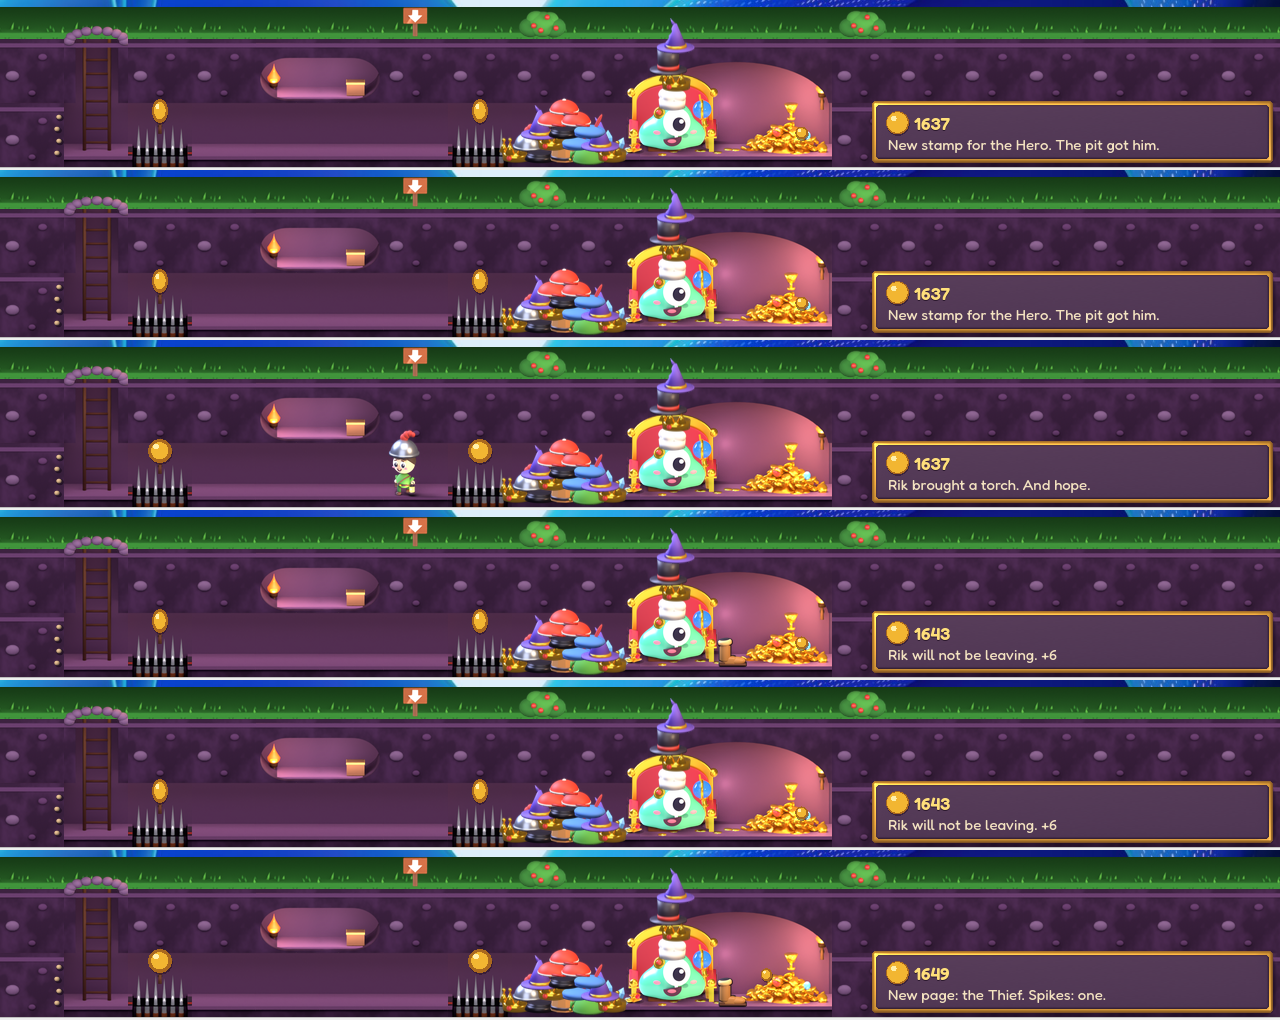 1637
New stamp for the Hero. The pit got him.
1637
New stamp for the Hero. The pit got him.
1637
Rik brought a torch. And hope.
1643
Rik will not be leaving. +6
1643
Rik will not be leaving. +6
1649
New page: the Thief. Spikes: one.